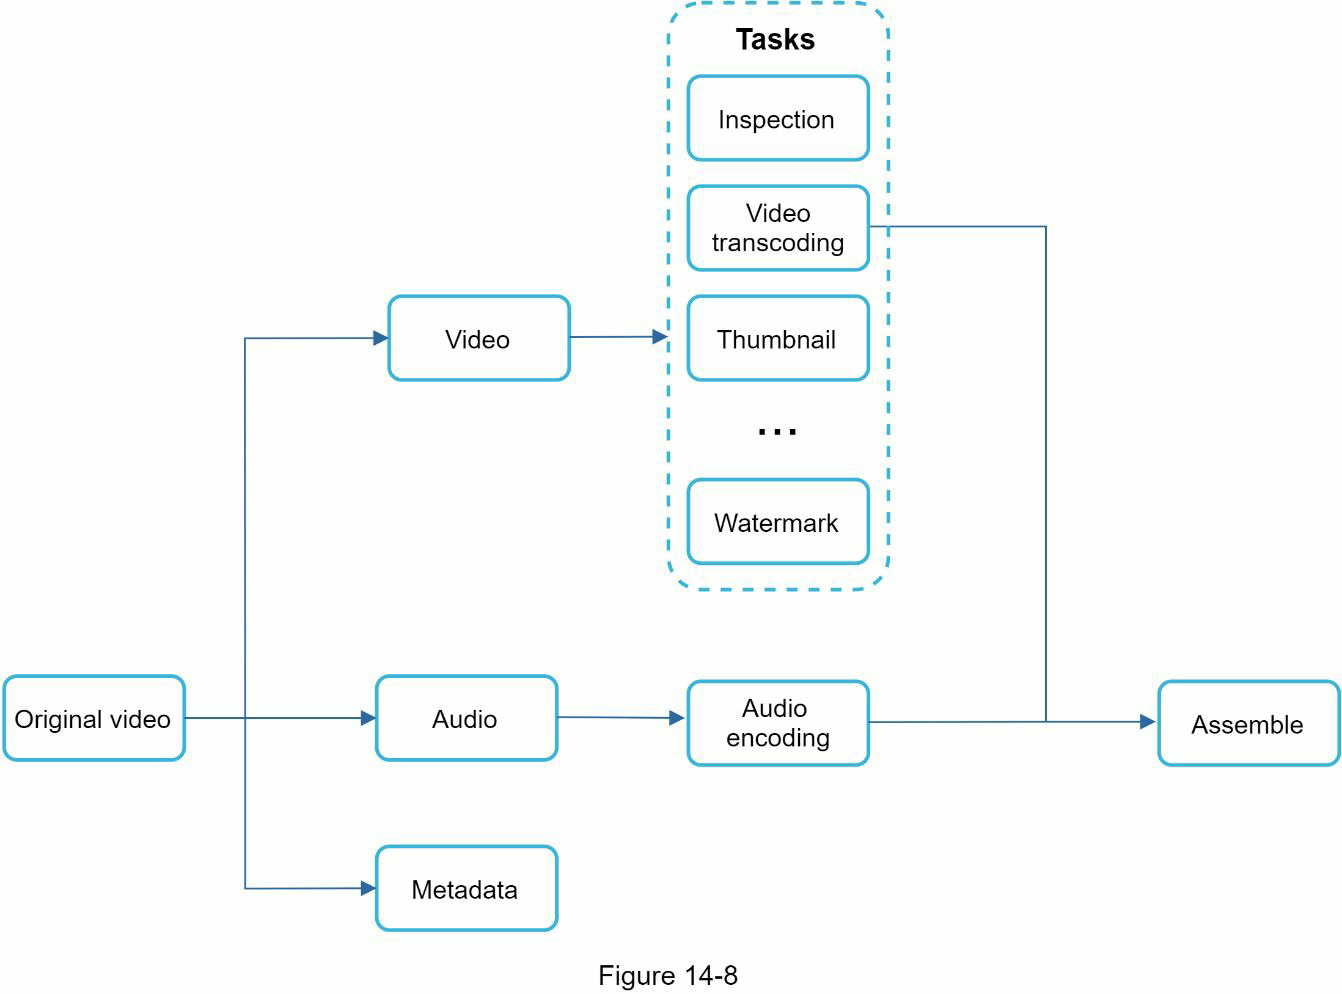 Tasks
Inspection
Video
transcoding
Video
Thumbnail
...
Watermark
Original video
Audio
Audio
encoding
Assemble
Metadata
Figure 14-8